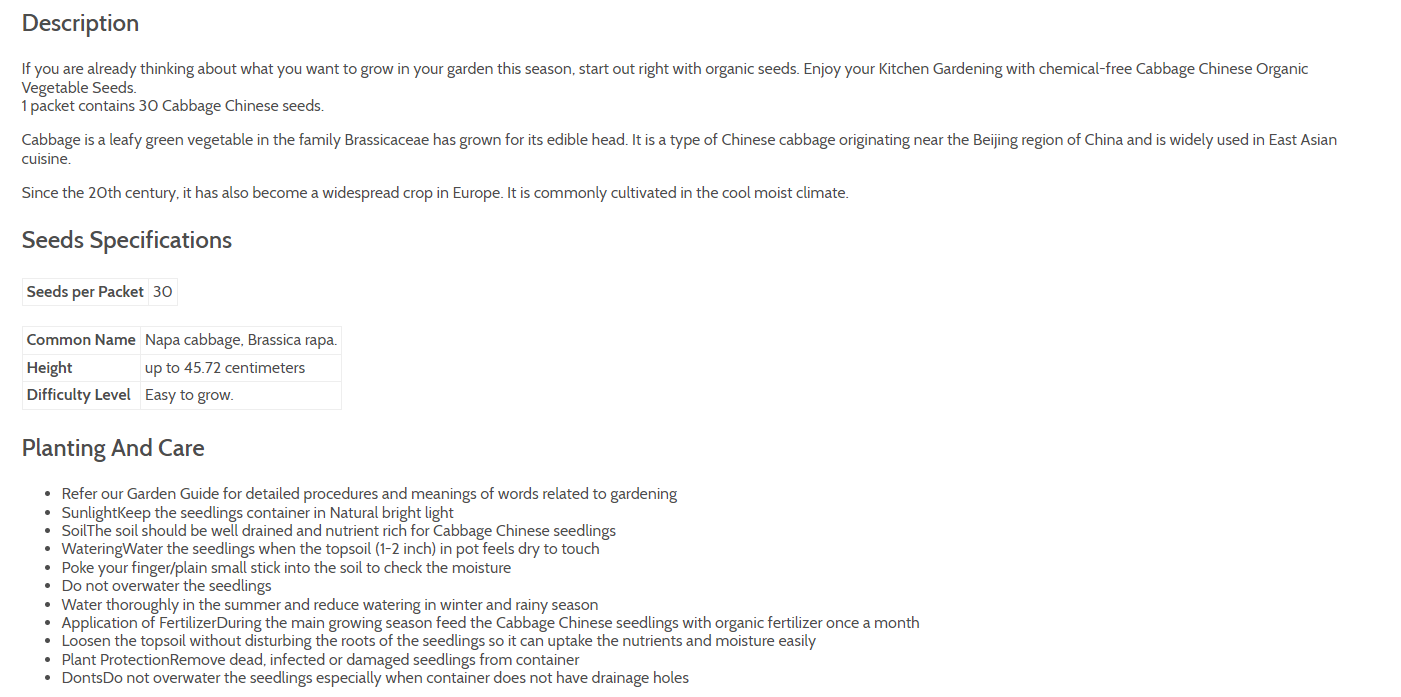 Description
If you are already thinking about what you want to grow in your garden this season, start out right with organic seeds. Enjoy your Kitchen Gardening with chemical-free Cabbage Chinese Organic
Vegetable Seeds.
1 packet contains 30 Cabbage Chinese seeds.
Cabbage is a leafy green vegetable in the family Brassicaceae has grown for its edible head. It is a type of Chinese cabbage originating near the Beijing region of China and is widely used in East Asian
cuisine.
Since the 20th century, it has also become a widespread crop in Europe. It is commonly cultivated in the cool moist climate.
Seeds Specifications
Seeds per Packet 30
Common Name Napa cabbage, Brassica rapa.
Height up to 45.72 centimeters
Difficulty Level Easy to grow.
Planting And Care
• Refer our Garden Guide for detailed procedures and meanings of words related to gardening
• SunlightKeep the seedlings container in Natural bright light
• SoilThe soil should be well drained and nutrient rich for Cabbage Chinese seedlings
• WateringWater the seedlings when the topsoil (1-2 inch) in pot feels dry to touch
• Poke your finger/plain small stick into the soil to check the moisture
• Do not overwater the seedlings
• Water thoroughly in the summer and reduce watering in winter and rainy season
• Application of FertilizerDuring the main growing season feed the Cabbage Chinese seedlings with organic fertilizer once a month
• Loosen the topsoil without disturbing the roots of the seedlings so it can uptake the nutrients and moisture easily
• Plant ProtectionRemove dead, infected or damaged seedlings from container
• DontsDo not overwater the seedlings especially when container does not have drainage holes